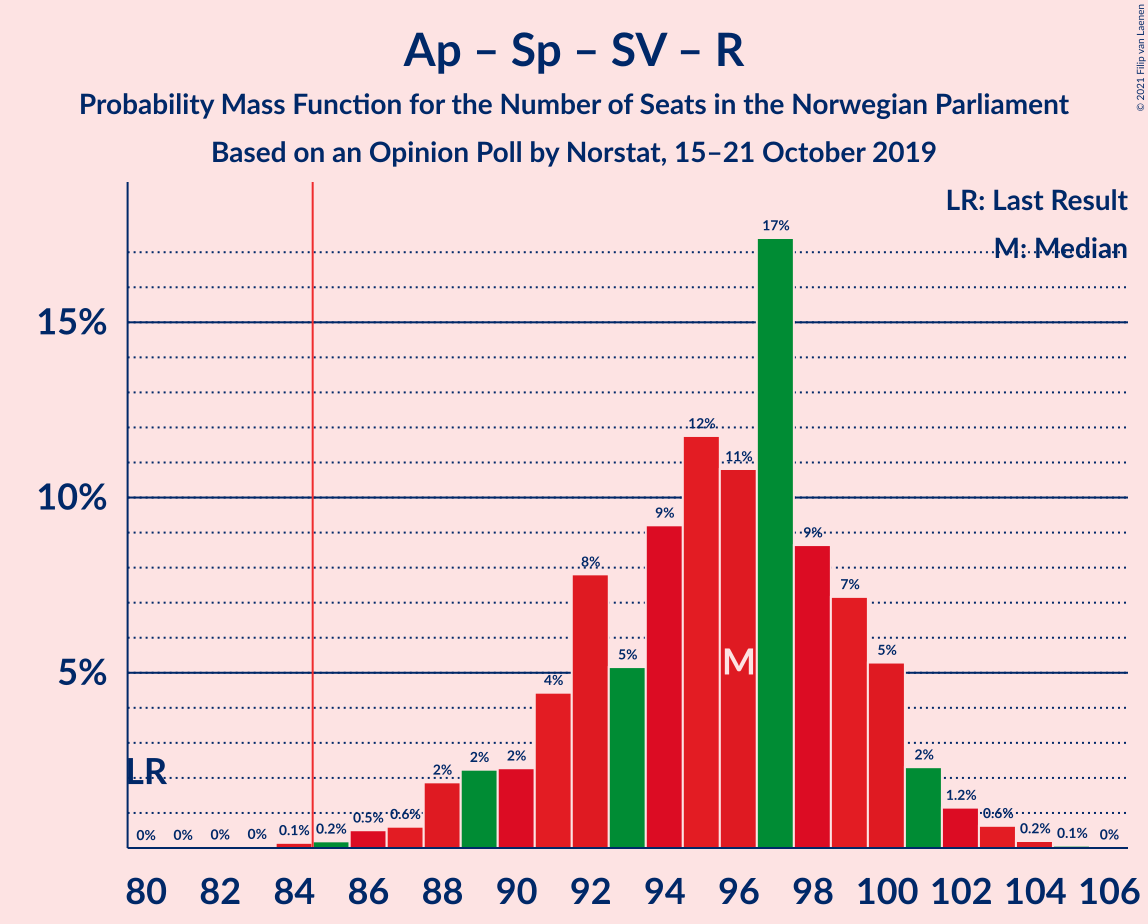 Ap – Sp – SV – R
Probability Mass Function for the Number of Seats in the Norwegian Parliament
Based on an Opinion Poll by Norstat, 15–21 October 2019
© 2021 Filip van Laenen
LR: Last Result
M: Median
15%
10%
5%
LR
M
0% 0% 0% 0% 0.1% 0.2% 0.5% 0.6% 2% 2% 2% 4% 8% 5% 9% 12% 11% 17% 9% 7% 5% 2% 1.2% 0.6% 0.2% 0.1% 0%
80 82 84 86 88 90 92 94 96 98 100 102 104 106